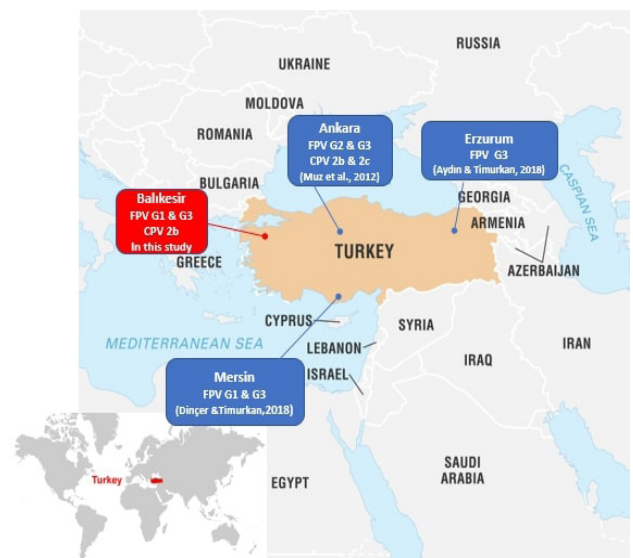 RUSSIA
UKRAINE
MOLDOVA
ROMANIA
BULGARIA
GREECE
Ankara
FPV G2 & G3
CPV 2b & 2c
(Muz et al., 2012)
Erzurum
FPV G3
(Aydın & Timurkan, 2018)
Balıkesir
FPV G1 & G3
CPV 2b
In this study
CASPIAN SEA
GEORGIA
ARMENIA
AZERBAIJAN
TURKEY
CYPRUS
SYRIA
MEDITERRANEAN SEA
LEBANON
ISRAEL
IRAQ
IRAN
Mersin
FPV G1 & G3
(Dinçer &Timurkan,2018)
EGYPT
SAUDI
ARABIA
Turkey